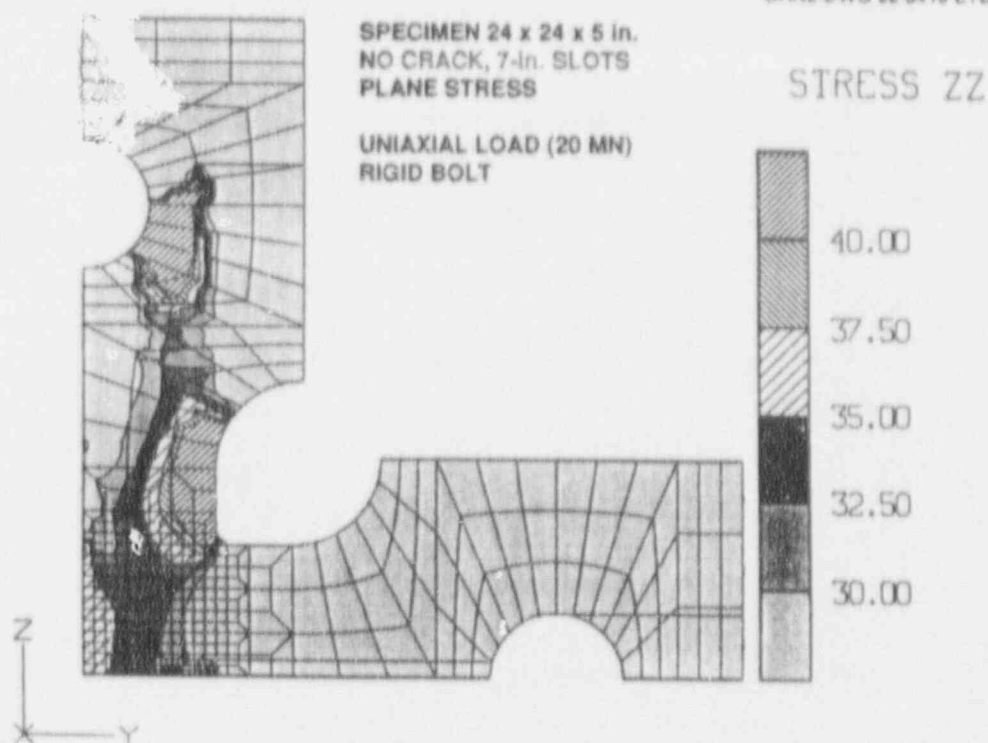 SPECIMEN 24 x 24 x 5 in.
NO CRACK, 7-in. SLOTS
PLANE STRESS
UNIAXIAL LOAD (20 MN)
RIGID BOLT
STRESS ZZ
40.00
37.50
35.00
32.50
30.00
Z
X
Y